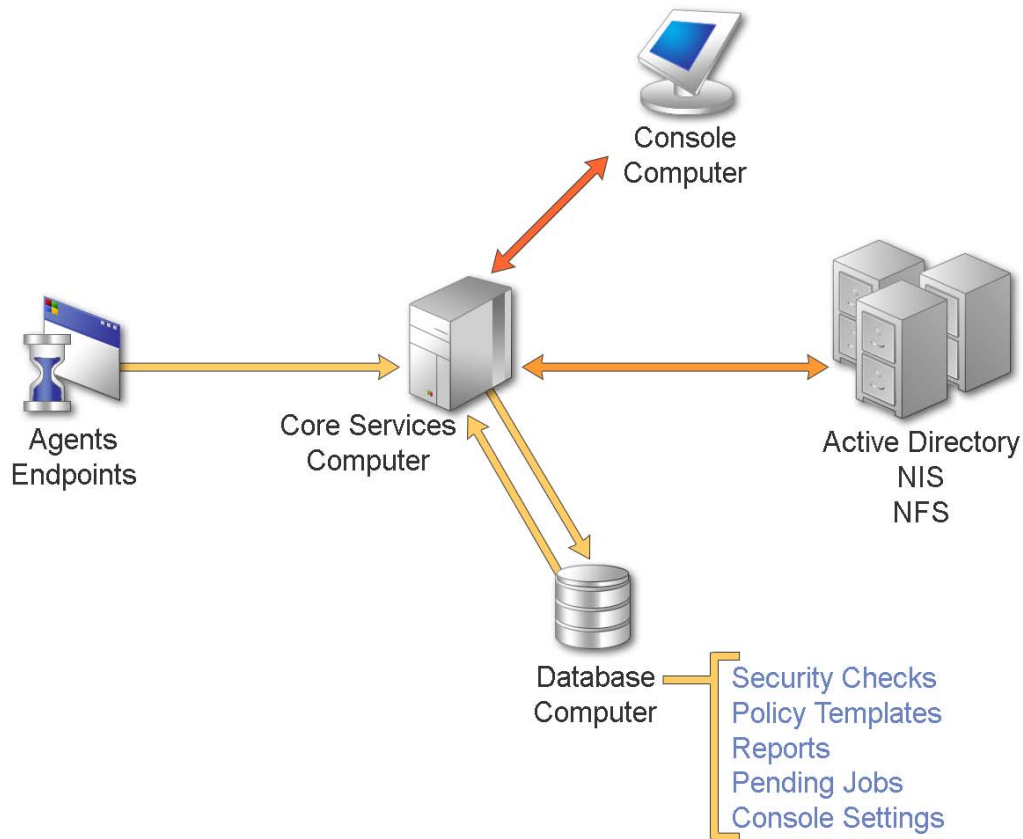 Console
Computer
Agents
Endpoints
Core Services
Computer
Active Directory
NIS
NFS
Database
Computer
Security Checks
Policy Templates
Reports
Pending Jobs
Console Settings